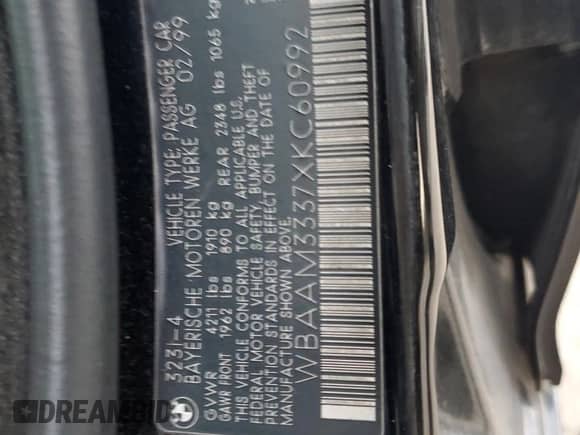 323I-4 VEHICLE TYPE: PASSENGER CAR
BAYERISCHE MOTOREN WERKE AG 02/99
GVWR 4211 lbs 1910 kg
GAWR FRONT 1962 lbs 890 kg REAR 2348 lbs 1065 kg
THIS VEHICLE CONFORMS TO ALL APPLICABLE U.S.
FEDERAL MOTOR VEHICLE SAFETY, BUMPER AND THEFT
PREVENTION STANDARDS IN EFFECT ON THE DATE OF
MANUFACTURE SHOWN ABOVE.
WBAAM3337XKC60992
DREAMBID